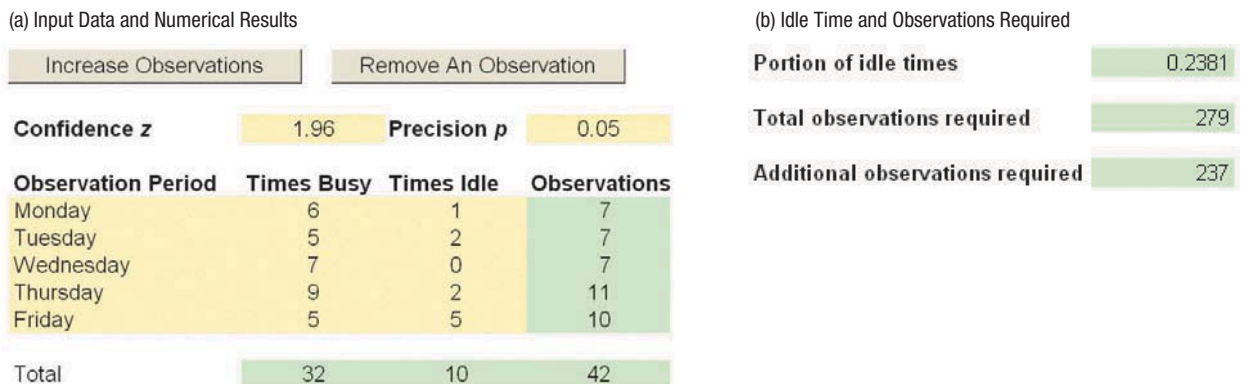 (a) Input Data and Numerical Results
Increase Observations Remove An Observation
Confidence z 1.96 Precision p 0.05
Observation Period Times Busy Times Idle Observations
Monday 6 1 7
Tuesday 5 2 7
Wednesday 7 0 7
Thursday 9 2 11
Friday 5 5 10
Total 32 10 42
(b) Idle Time and Observations Required
Portion of idle times 0.2381
Total observations required 279
Additional observations required 237